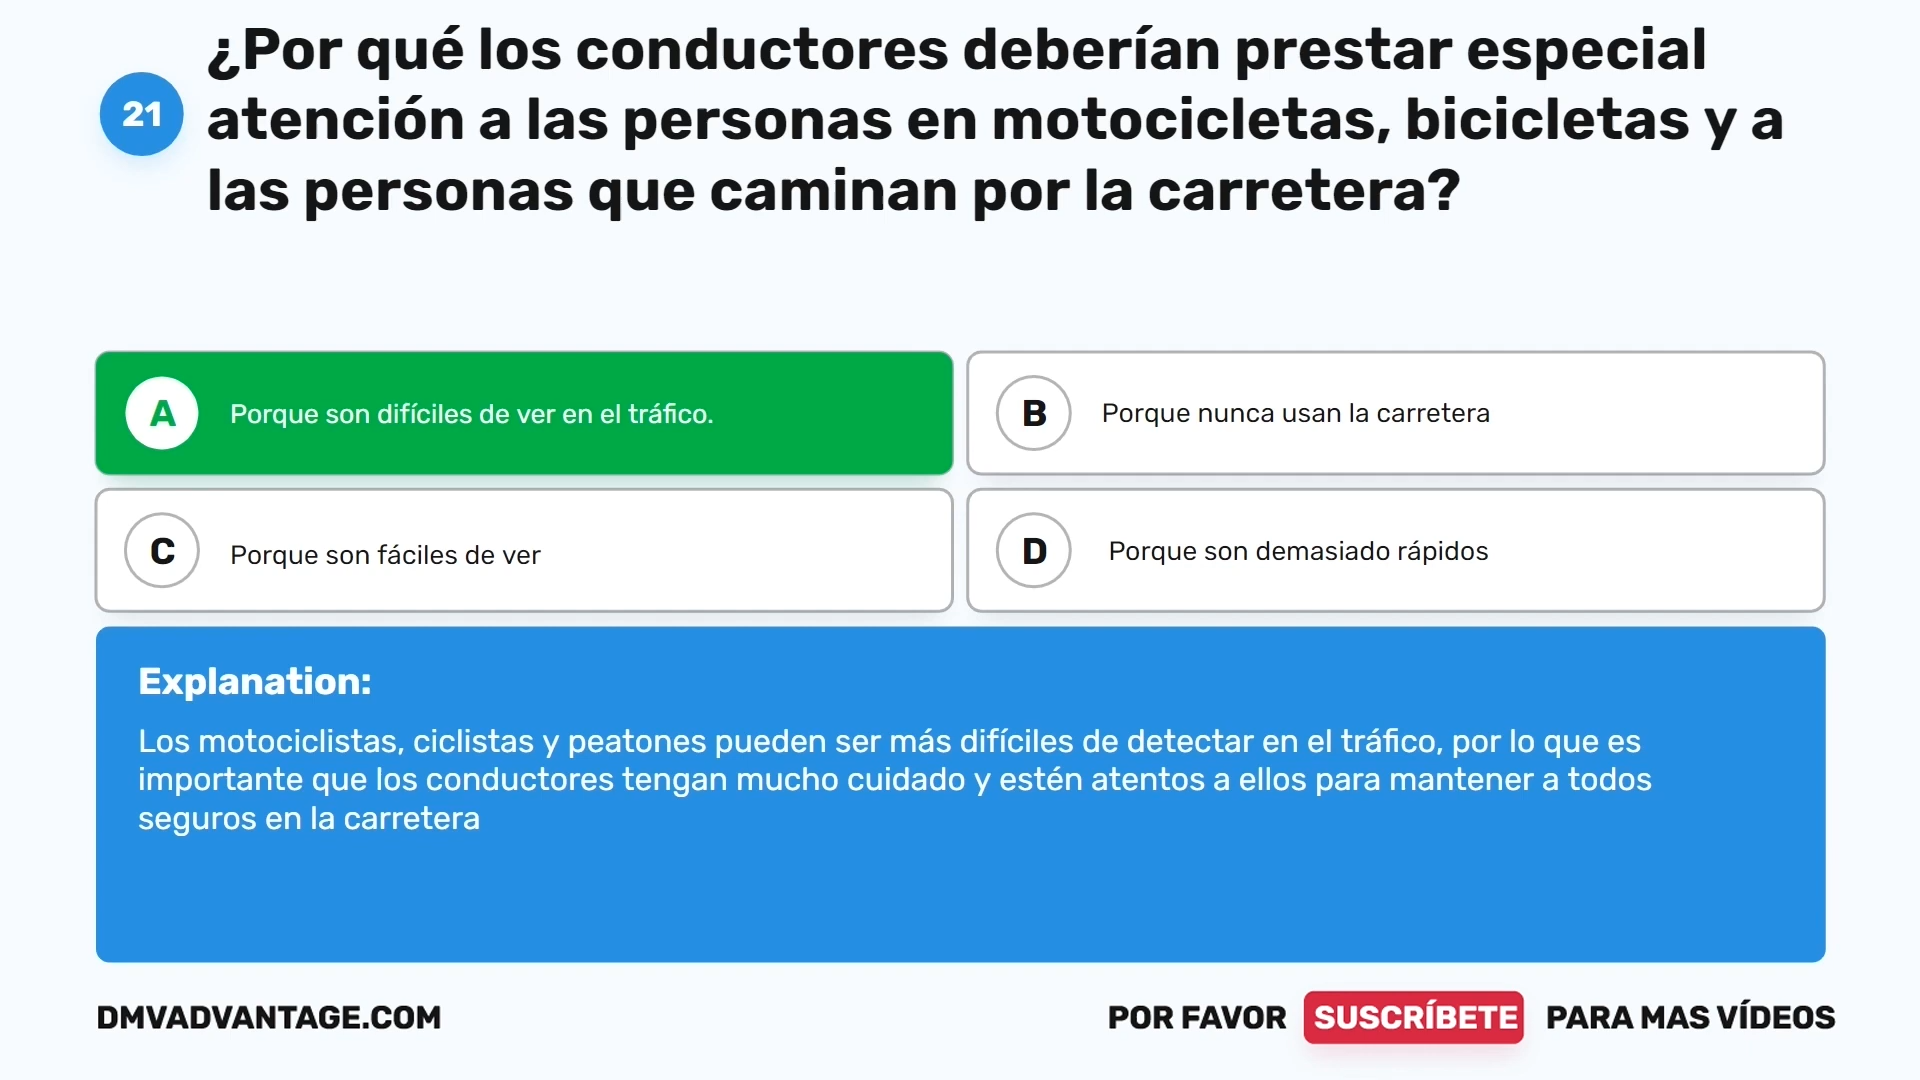 ¿Por qué los conductores deberían prestar especial
21
atención a las personas en motocicletas, bicicletas y a
las personas que caminan por la carretera?
A Porque son difíciles de ver en el tráfico.
B Porque nunca usan la carretera
C Porque son fáciles de ver
D Porque son demasiado rápidos
Explanation:
Los motociclistas, ciclistas y peatones pueden ser más difíciles de detectar en el tráfico, por lo que es
importante que los conductores tengan mucho cuidado y estén atentos a ellos para mantener a todos
seguros en la carretera
DMVADVANTAGE.COM
POR FAVOR SUSCRÍBETE PARA MAS VÍDEOS